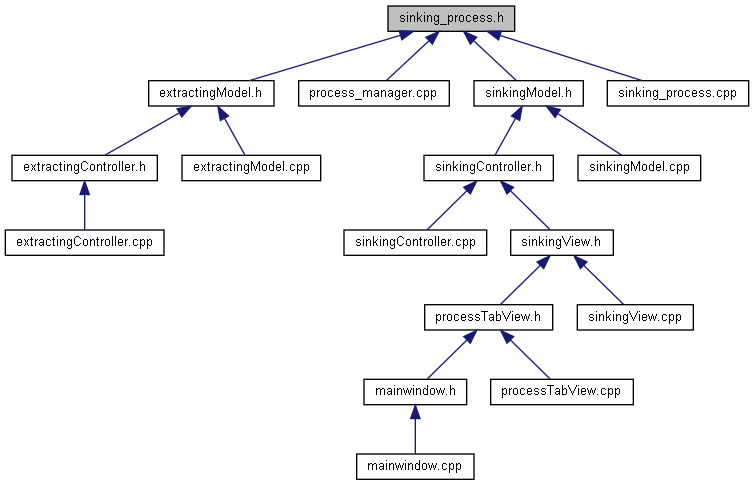 sinking_process.h
extractingModel.h
process_manager.cpp
sinkingModel.h
sinking_process.cpp
extractingController.h
extractingModel.cpp
sinkingController.h
sinkingModel.cpp
extractingController.cpp
sinkingController.cpp
sinkingView.h
processTabView.h
sinkingView.cpp
mainwindow.h
processTabView.cpp
mainwindow.cpp